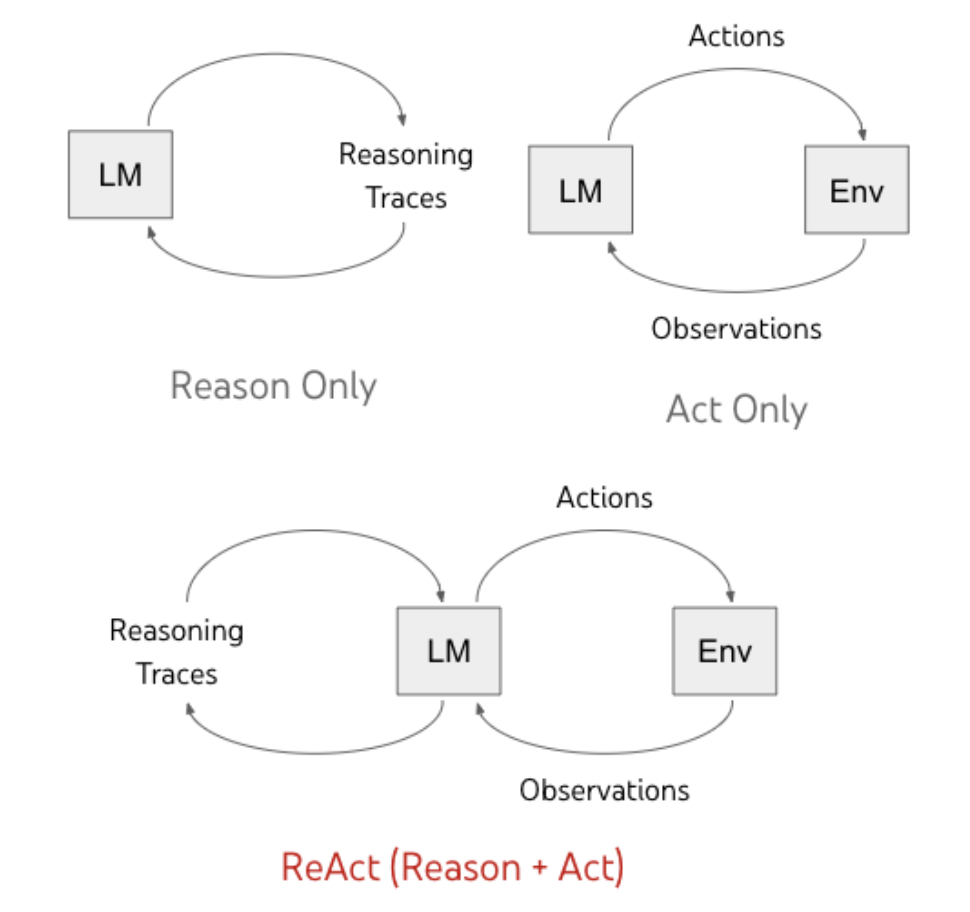 LM
Reasoning
Traces
Reason Only
Actions
LM
Env
Observations
Act Only
Actions
Reasoning
Traces
LM
Env
Observations
ReAct (Reason + Act)